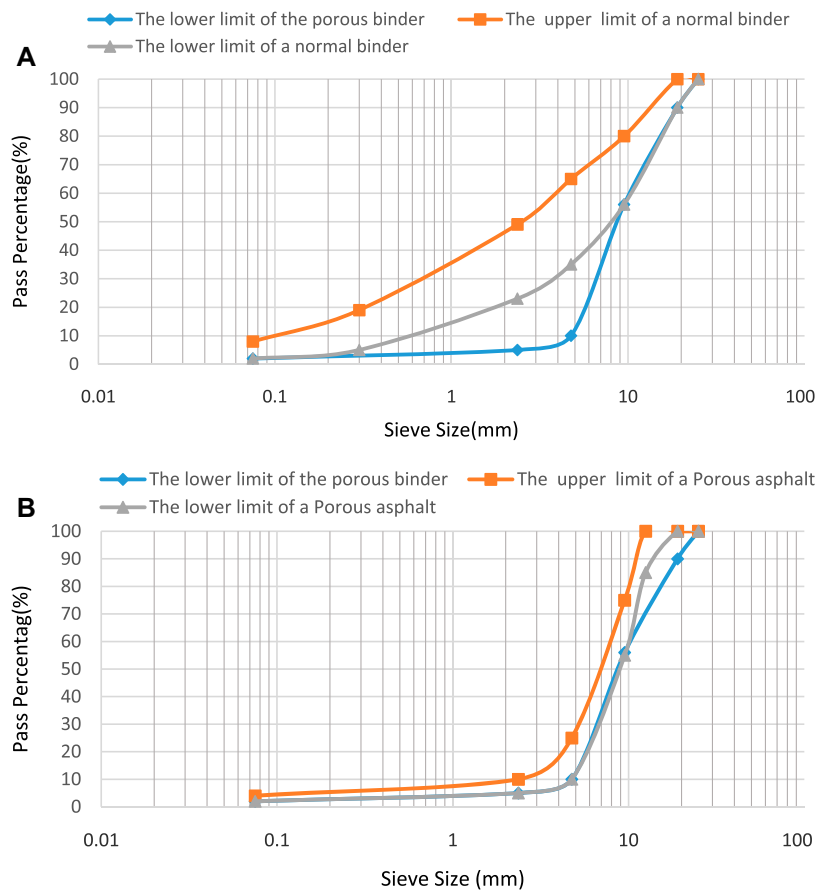 The lower limit of the porous binder The upper limit of a normal binder
The lower limit of a normal binder
A
100
90
80
70
60
50
40
30
20
10
0
Pass Percentage(%)
0.01 0.1 1 10 100
Sieve Size(mm)
The lower limit of the porous binder The upper limit of a Porous asphalt
The lower limit of a Porous asphalt
B
100
90
80
70
60
50
40
30
20
10
0
Pass Percentag(%)
0.01 0.1 1 10 100
Sieve Size (mm)